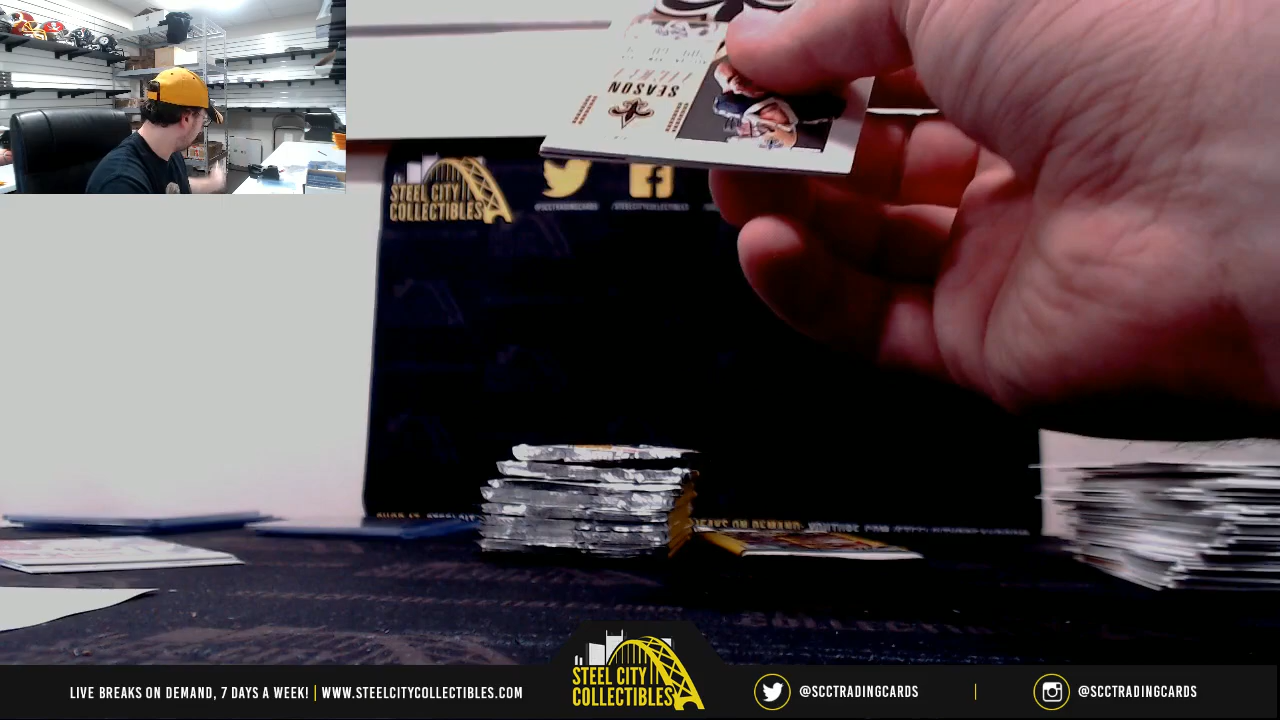 SEASON
STEEL CITY
COLLECTIBLES
@SCCTRADINGCARDS
LIVE BREAKS ON DEMAND, 7 DAYS A WEEK! | WWW.STEELCITYCOLLECTIBLES.COM
STEEL CITY
COLLECTIBLES
@SCCTRADINGCARDS | @SCCTRADINGCARDS